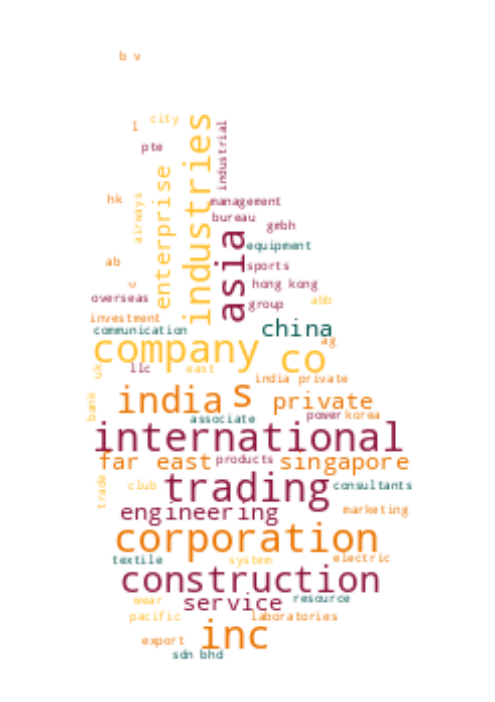 b v
city
l
industries
industrial
pte
enterprise
hk
airways
management
bureau
gmbh
asia
equipment
ab
sports
v
hong kong
overseas
group
abb
investment
communication
china
ag
company
co
uk
llc
east
india private
bank
india
s
private
associate
power
korea
international
far east
products
singapore
trade
club
trading
consultants
engineering
marketing
corporation
textile
system
electric
construction
wear
service
resource
pacific
laboratories
export
inc
sdn bhd